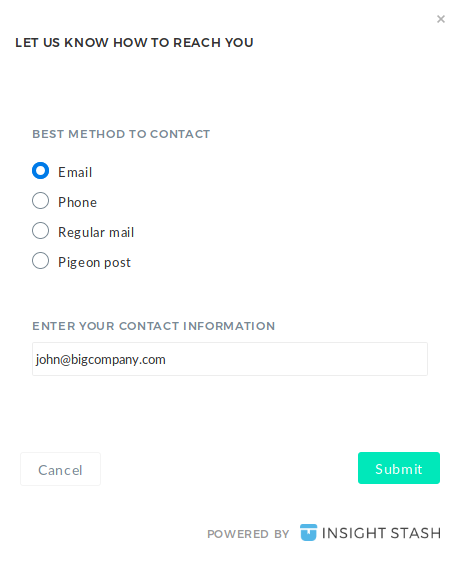 ×
LET US KNOW HOW TO REACH YOU
BEST METHOD TO CONTACT
Email
Phone
Regular mail
Pigeon post
ENTER YOUR CONTACT INFORMATION
john@bigcompany.com
Cancel
Submit
POWERED BY INSIGHT STASH